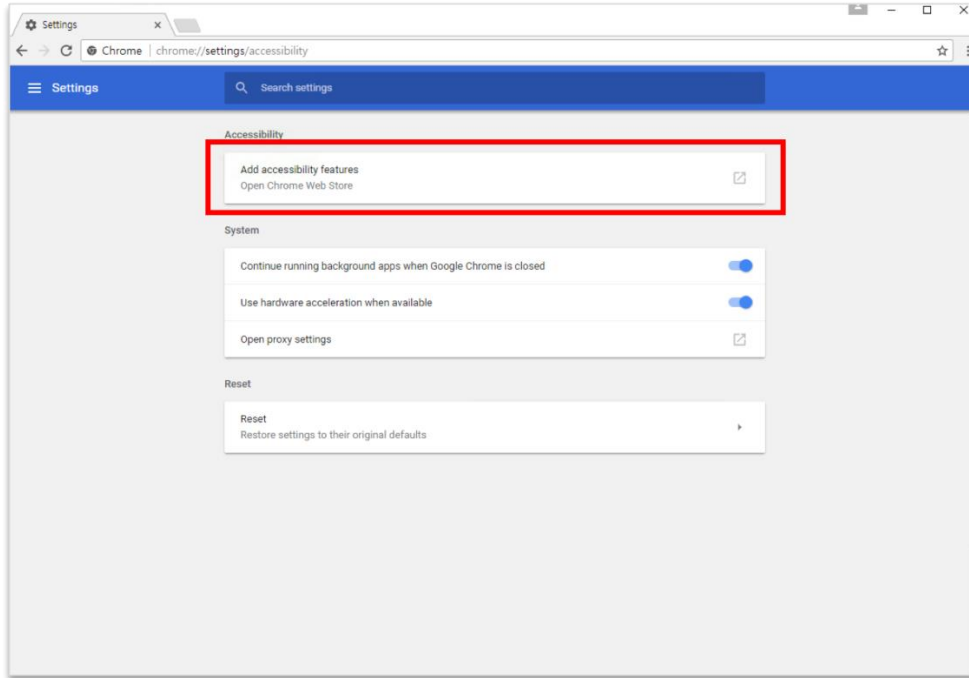 Settings
Chrome | chrome://settings/accessibility
Settings
Search settings
Accessibility
Add accessibility features
Open Chrome Web Store
System
Continue running background apps when Google Chrome is closed
Use hardware acceleration when available
Open proxy settings
Reset
Reset
Restore settings to their original defaults